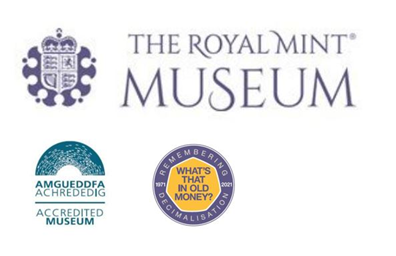 THE ROYAL MINT®
MUSEUM
AMGUEDDFA
ACHREDEDIG
ACCREDITED
MUSEUM
REMEMBERING
1971
WHAT'S
THAT
IN OLD
MONEY?
2021
DECIMALISATION